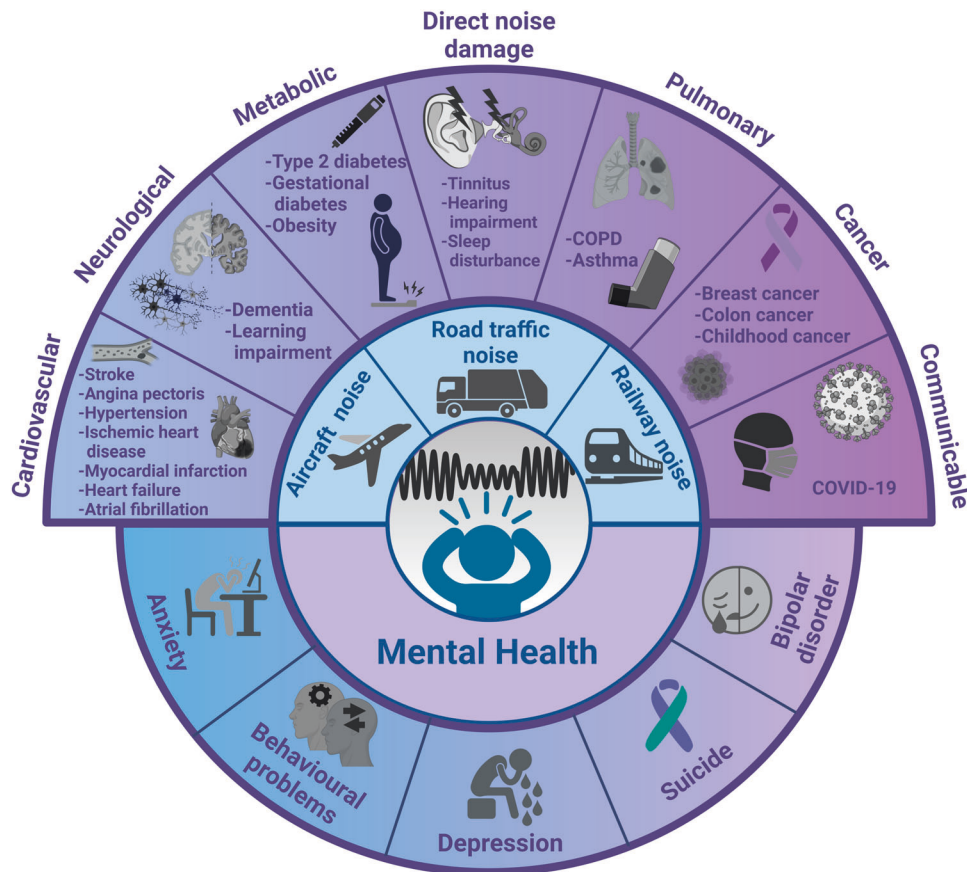 Direct noise
damage
Metabolic
Pulmonary
Neurological
Cancer
Cardiovascular
Communicable
-Type 2 diabetes
-Gestational
diabetes
-Obesity
-Tinnitus
-Hearing
impairment
-Sleep
disturbance
-COPD
-Asthma
-Dementia
-Learning
impairment
-Breast cancer
-Colon cancer
-Childhood cancer
-Stroke
-Angina pectoris
-Hypertension
-Ischemic heart
disease
-Myocardial infarction
-Heart failure
-Atrial fibrillation
COVID-19
Aircraft noise
Road traffic
noise
Railway noise
Mental Health
Anxiety
Behavioural
problems
Depression
Suicide
Bipolar
disorder